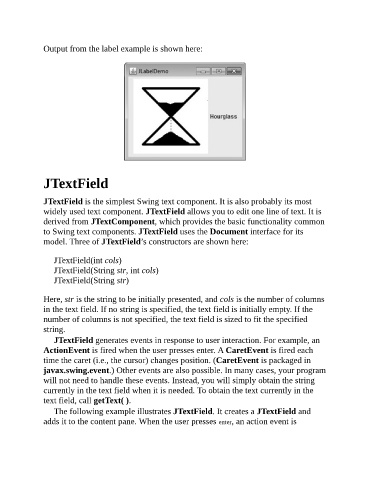 Output from the label example is shown here:
JLabelDemo
Hourglass
JTextField
JTextField is the simplest Swing text component. It is also probably its most
widely used text component. JTextField allows you to edit one line of text. It is
derived from JTextComponent, which provides the basic functionality common
to Swing text components. JTextField uses the Document interface for its
model. Three of JTextField's constructors are shown here:
JTextField(int cols)
JTextField(String str, int cols)
JTextField(String str)
Here, str is the string to be initially presented, and cols is the number of columns
in the text field. If no string is specified, the text field is initially empty. If the
number of columns is not specified, the text field is sized to fit the specified
string.
JTextField generates events in response to user interaction. For example, an
ActionEvent is fired when the user presses enter. A CaretEvent is fired each
time the caret (i.e., the cursor) changes position. (CaretEvent is packaged in
javax.swing.event.) Other events are also possible. In many cases, your program
will not need to handle these events. Instead, you will simply obtain the string
currently in the text field when it is needed. To obtain the text currently in the
text field, call getText( ).
The following example illustrates JTextField. It creates a JTextField and
adds it to the content pane. When the user presses enter, an action event is